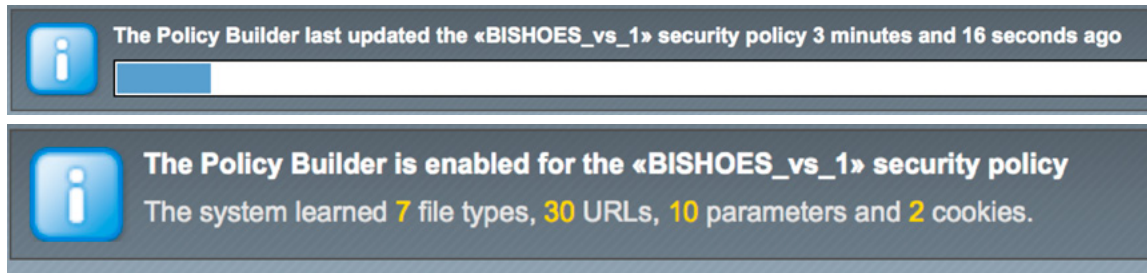 The Policy Builder last updated the «BISHOES_vs_1» security policy 3 minutes and 16 seconds ago
The Policy Builder is enabled for the «BISHOES_vs_1» security policy
The system learned 7 file types, 30 URLs, 10 parameters and 2 cookies.